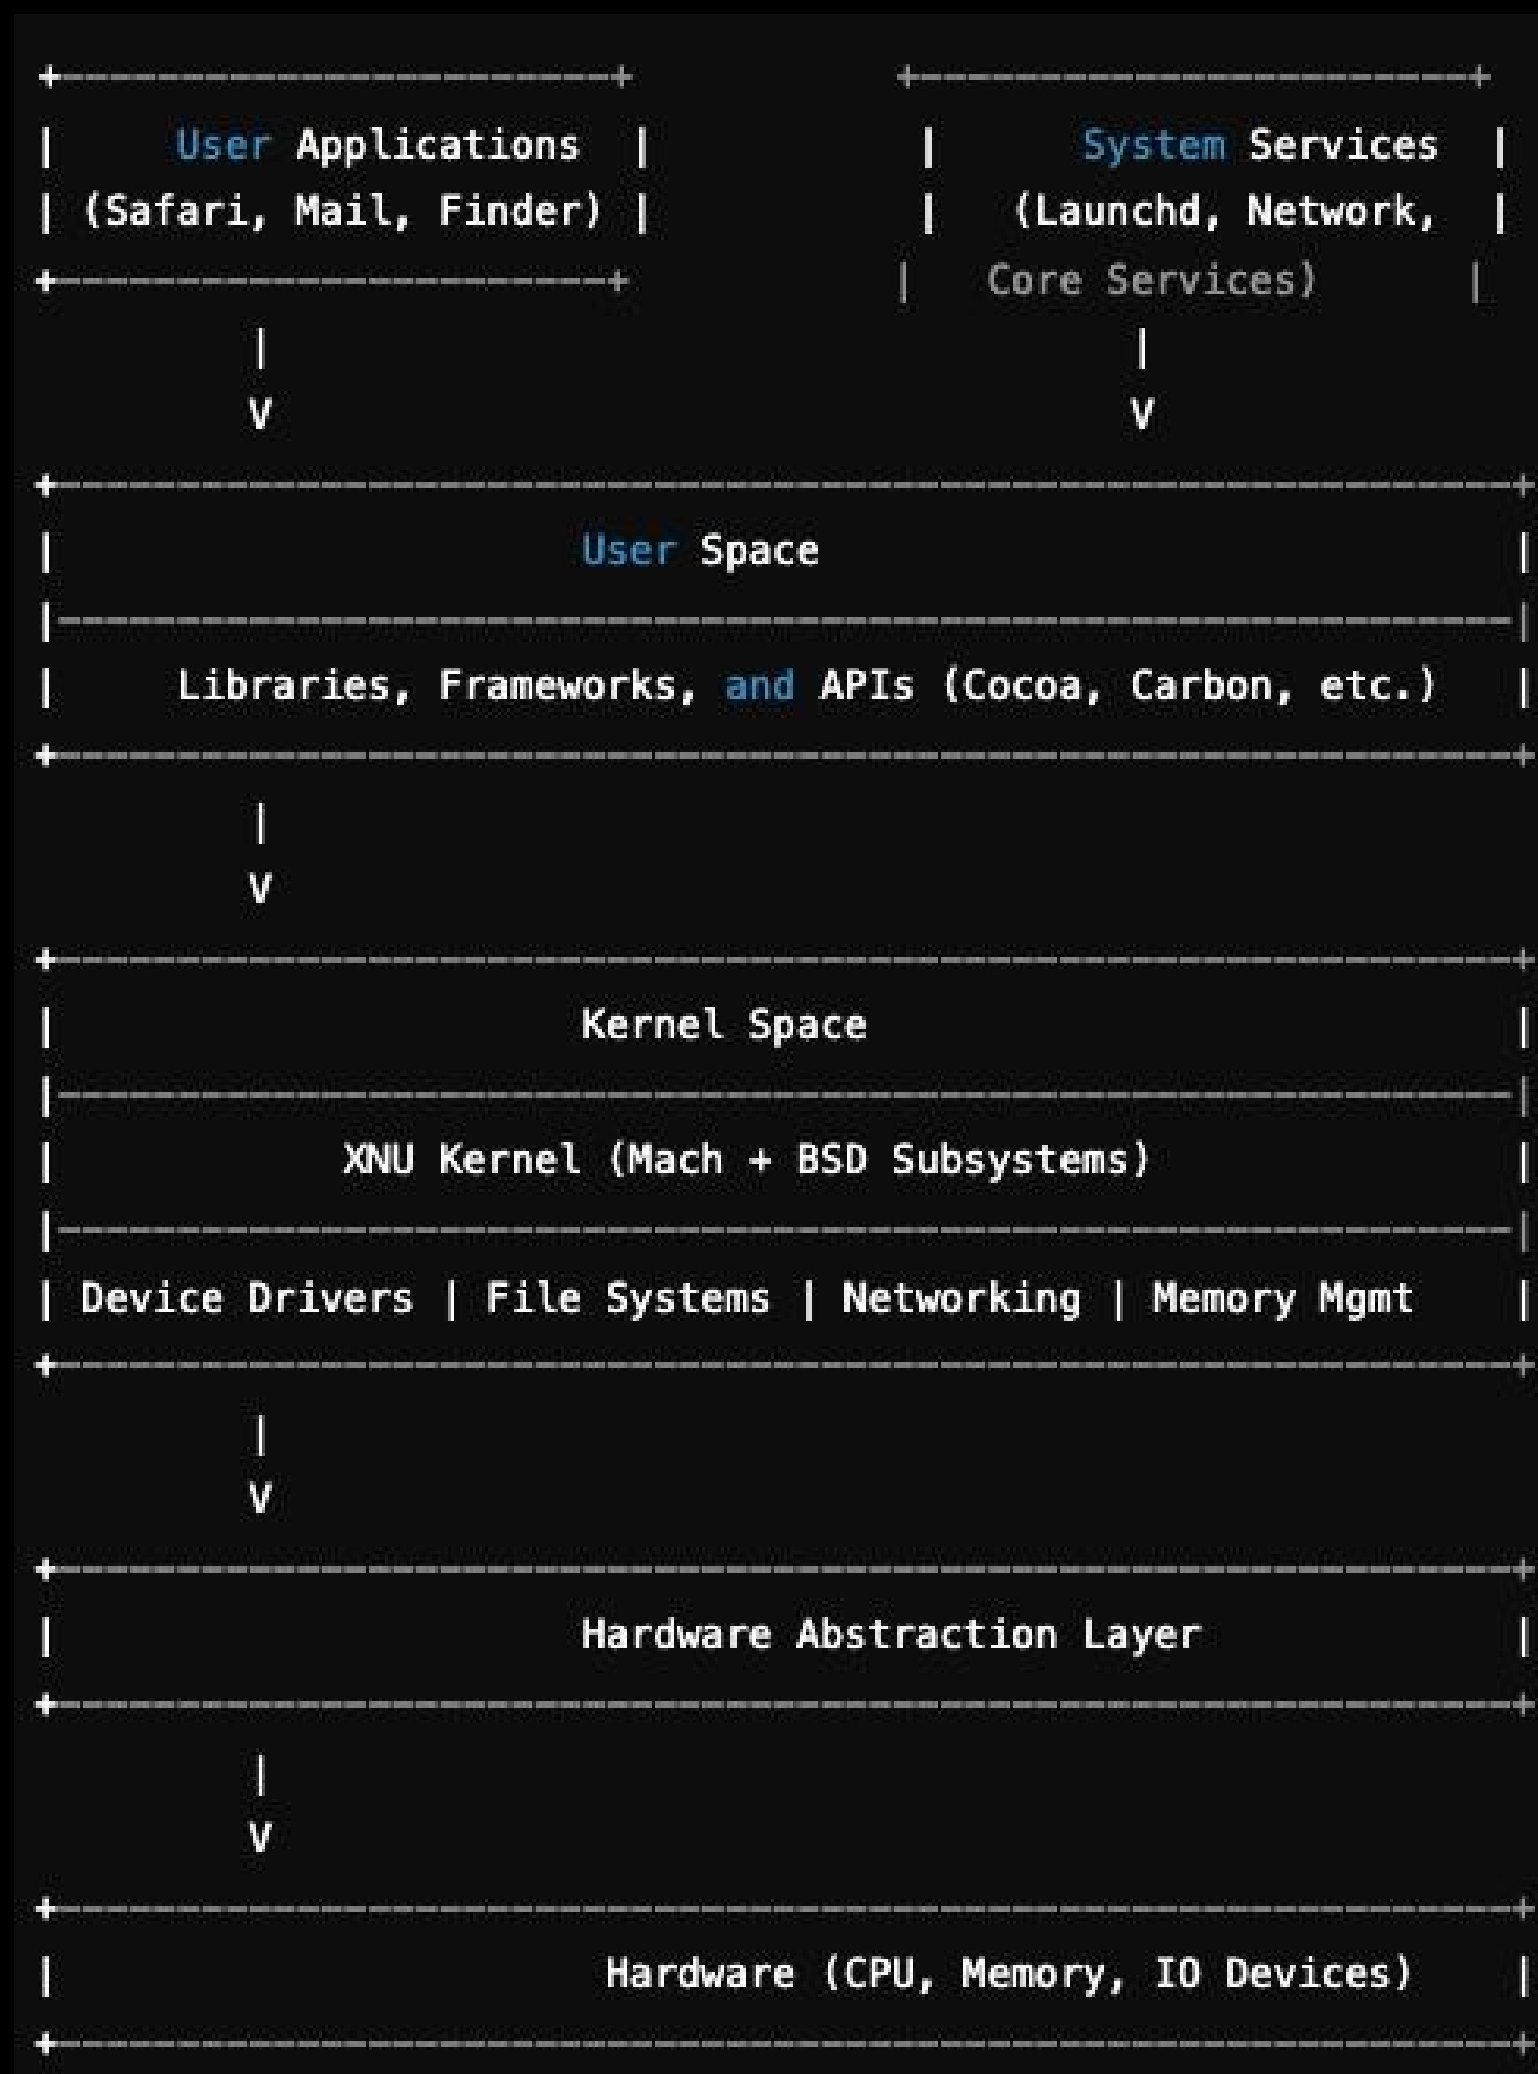 +------------------------+ +------------------------+
| User Applications | | System Services |
| (Safari, Mail, Finder) | | (Launchd, Network, |
+------------------------+ | Core Services) |
| |
v v
+--------------------------------------------------------------+
| User Space |
|--------------------------------------------------------------|
| Libraries, Frameworks, and APIs (Cocoa, Carbon, etc.) |
+--------------------------------------------------------------+
|
v
+--------------------------------------------------------------+
| Kernel Space |
|--------------------------------------------------------------|
| XNU Kernel (Mach + BSD Subsystems) |
|--------------------------------------------------------------|
| Device Drivers | File Systems | Networking | Memory Mgmt |
+--------------------------------------------------------------+
|
v
+--------------------------------------------------------------+
| Hardware Abstraction Layer |
+--------------------------------------------------------------+
|
v
+--------------------------------------------------------------+
| Hardware (CPU, Memory, IO Devices) |
+--------------------------------------------------------------+